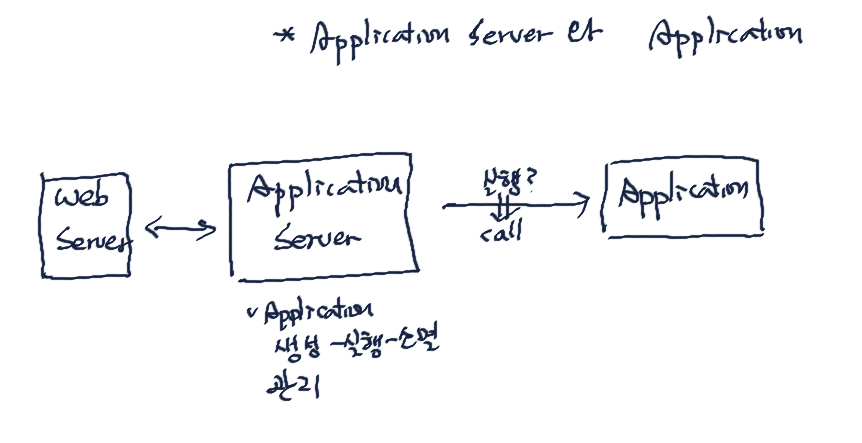 * Application Server 와 Application
Web
Server
Application
Server
실행?
call
Application
v Application
생성-실행-소멸
관리